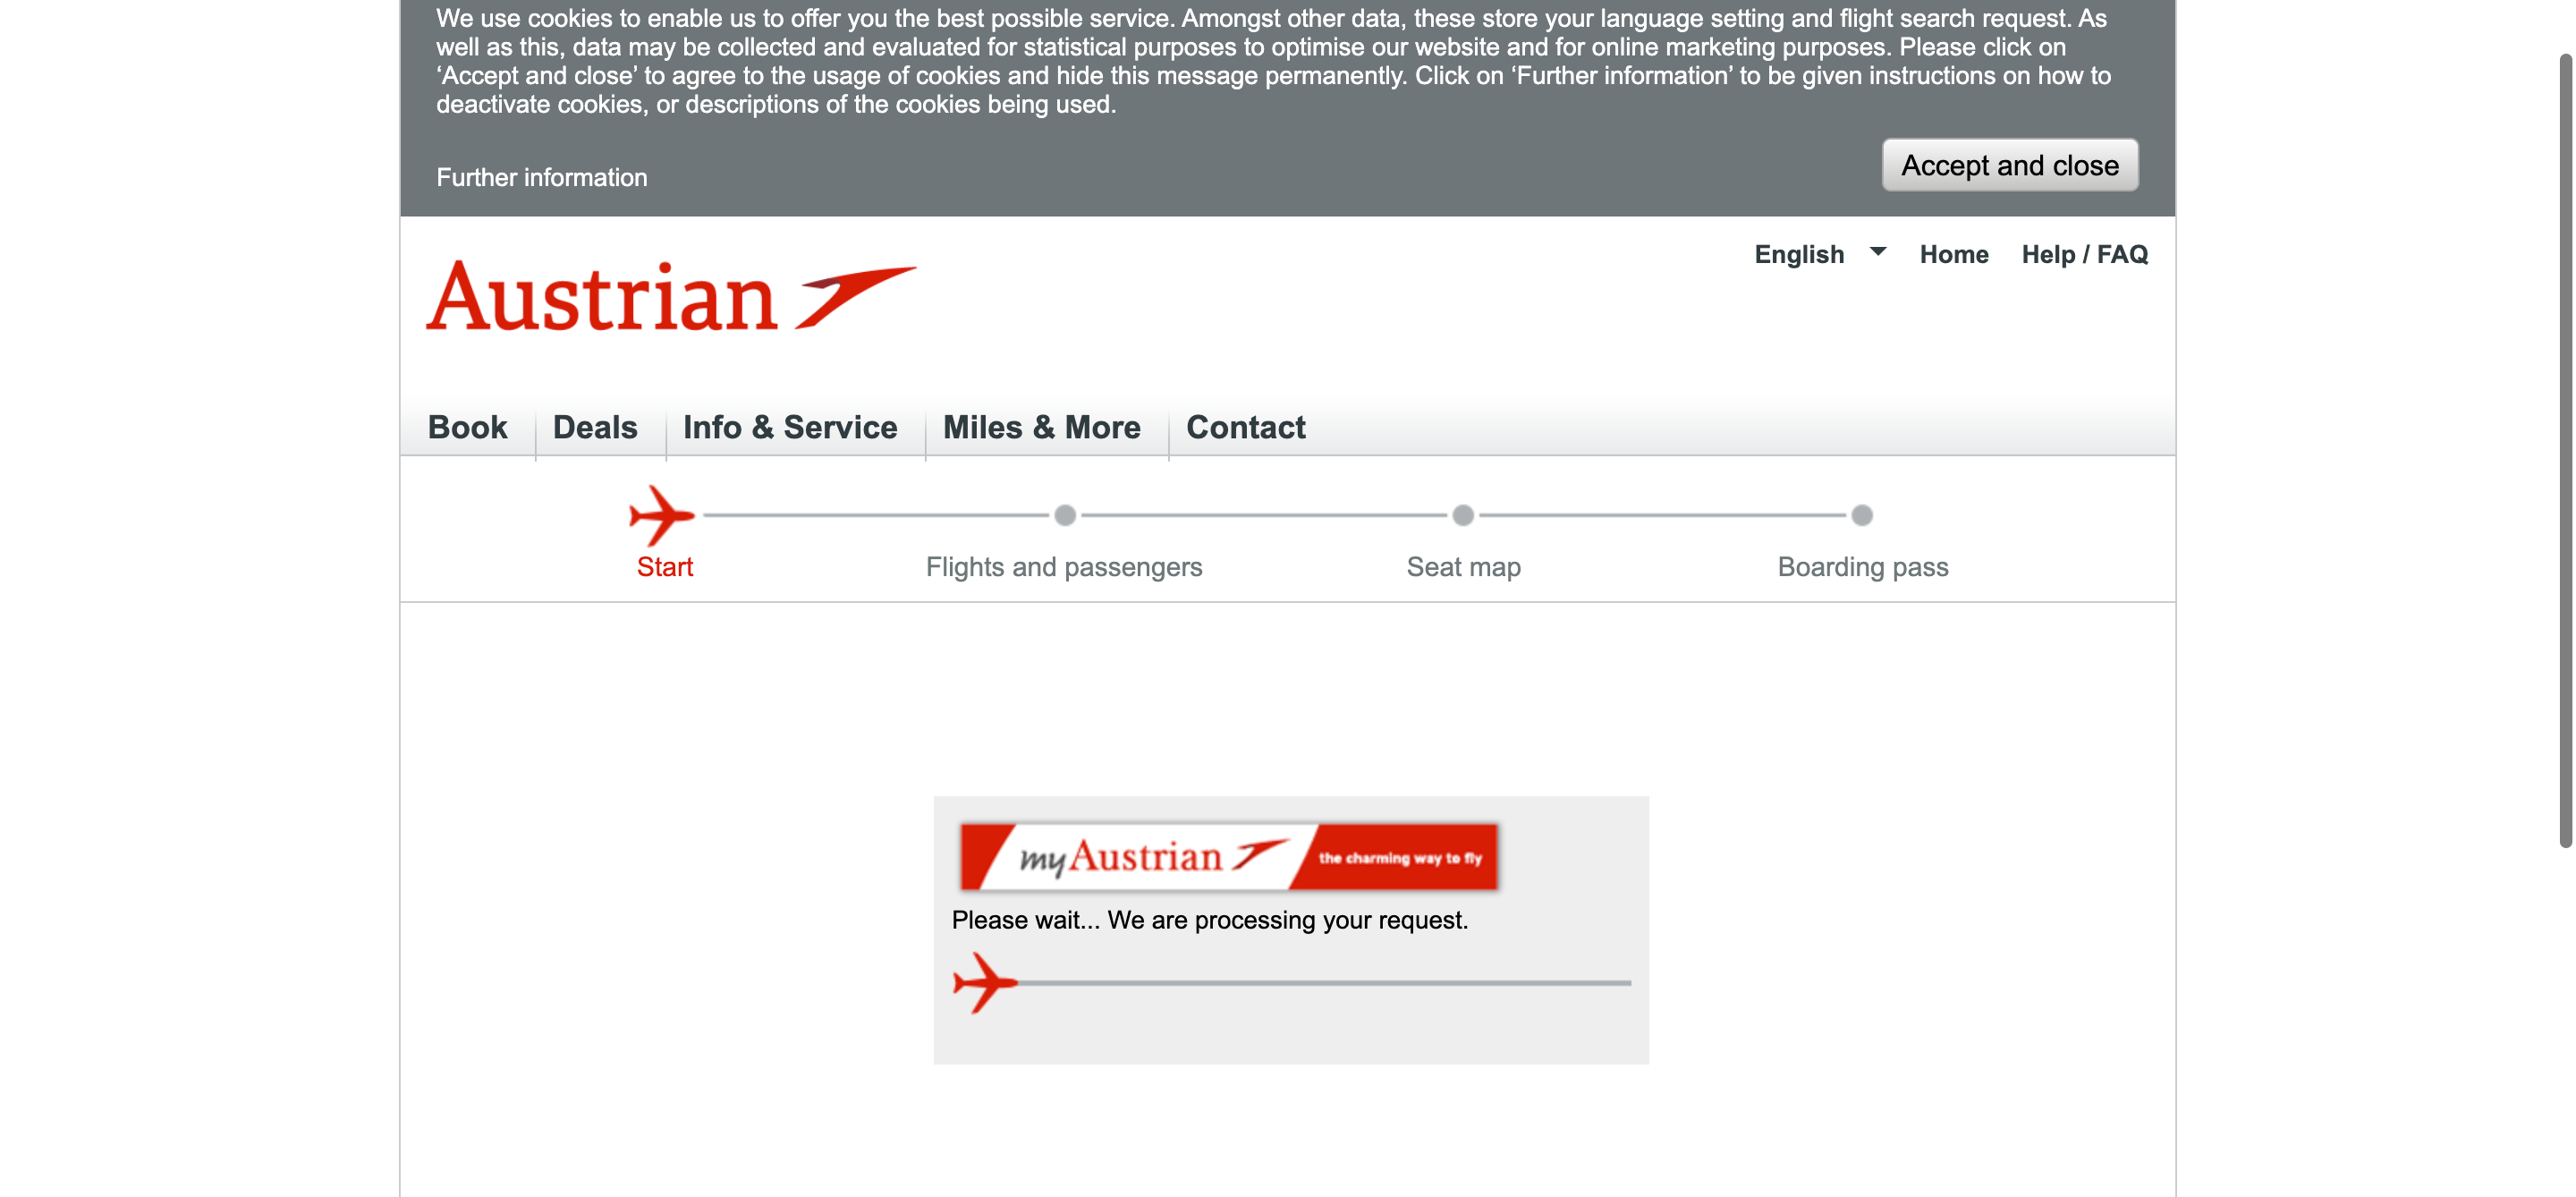 We use cookies to enable us to offer you the best possible service. Amongst other data, these store your language setting and flight search request. As
well as this, data may be collected and evaluated for statistical purposes to optimise our website and for online marketing purposes. Please click on
‘Accept and close’ to agree to the usage of cookies and hide this message permanently. Click on ‘Further information’ to be given instructions on how to
deactivate cookies, or descriptions of the cookies being used.
Further information
Accept and close
English Home Help / FAQ
Austrian
Book Deals Info & Service Miles & More Contact
Start Flights and passengers Seat map Boarding pass
myAustrian the charming way to fly
Please wait... We are processing your request.